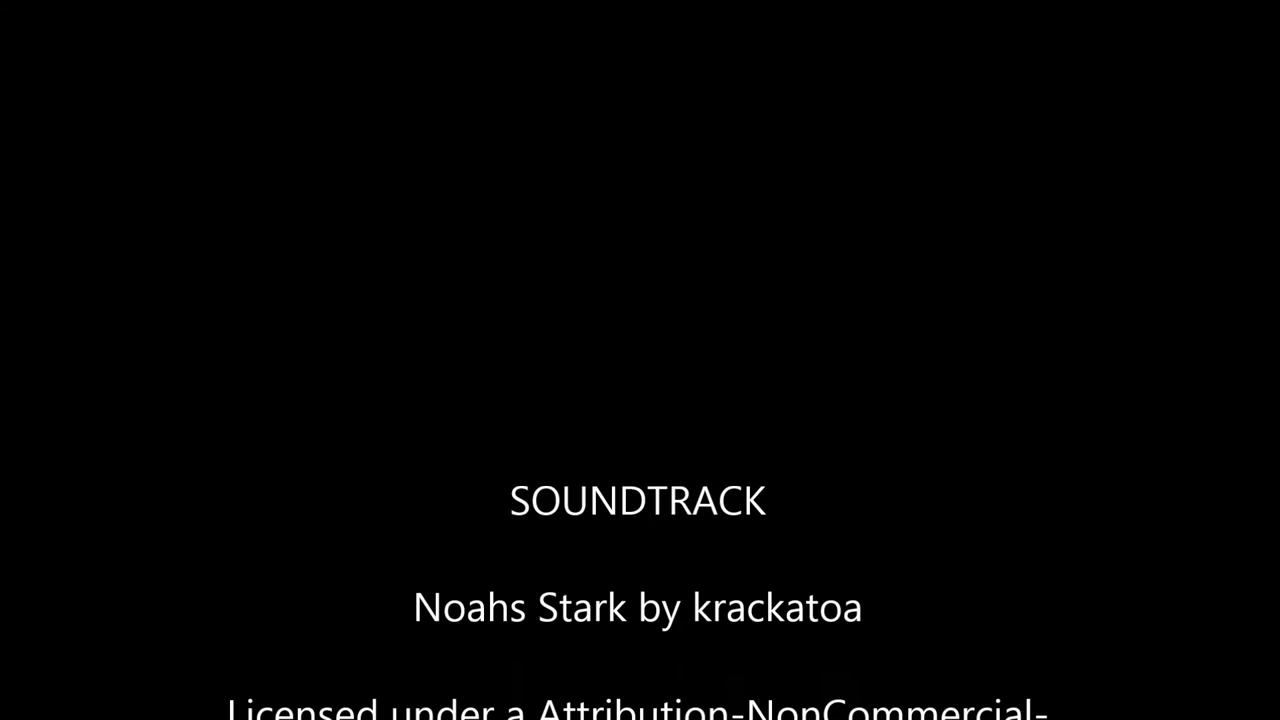 SOUNDTRACK
Noahs Stark by krackatoa
Licensed under a Attribution-NonCommercial-